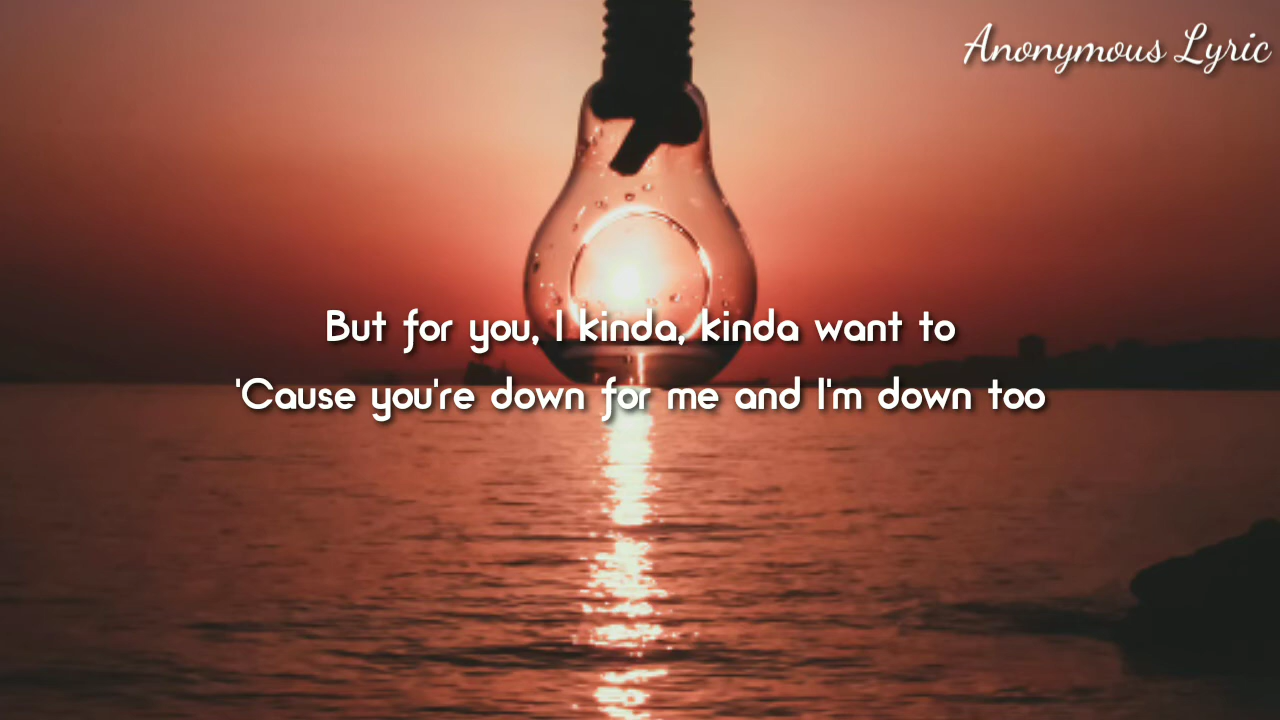 Anonymous Lyric
But for you, I kinda, kinda want to
'Cause you're down for me and I'm down too